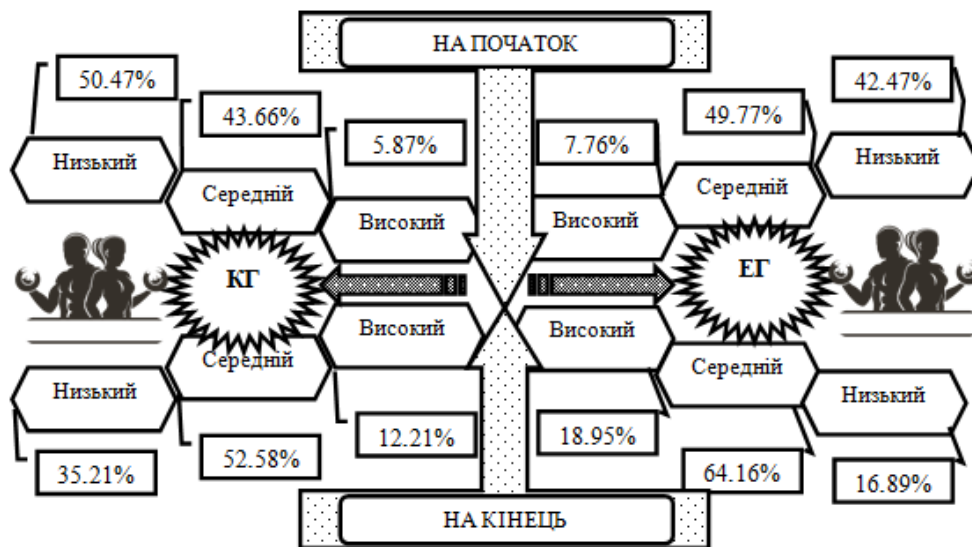 НА ПОЧАТОК
50.47%
43.66%
5.87%
7.76%
49.77%
42.47%
Низький
Середній
Високий
Високий
Середній
Низький
КГ
ЕГ
Низький
Середній
Високий
Високий
Середній
Низький
35.21%
52.58%
12.21%
18.95%
64.16%
16.89%
НА КІНЕЦЬ